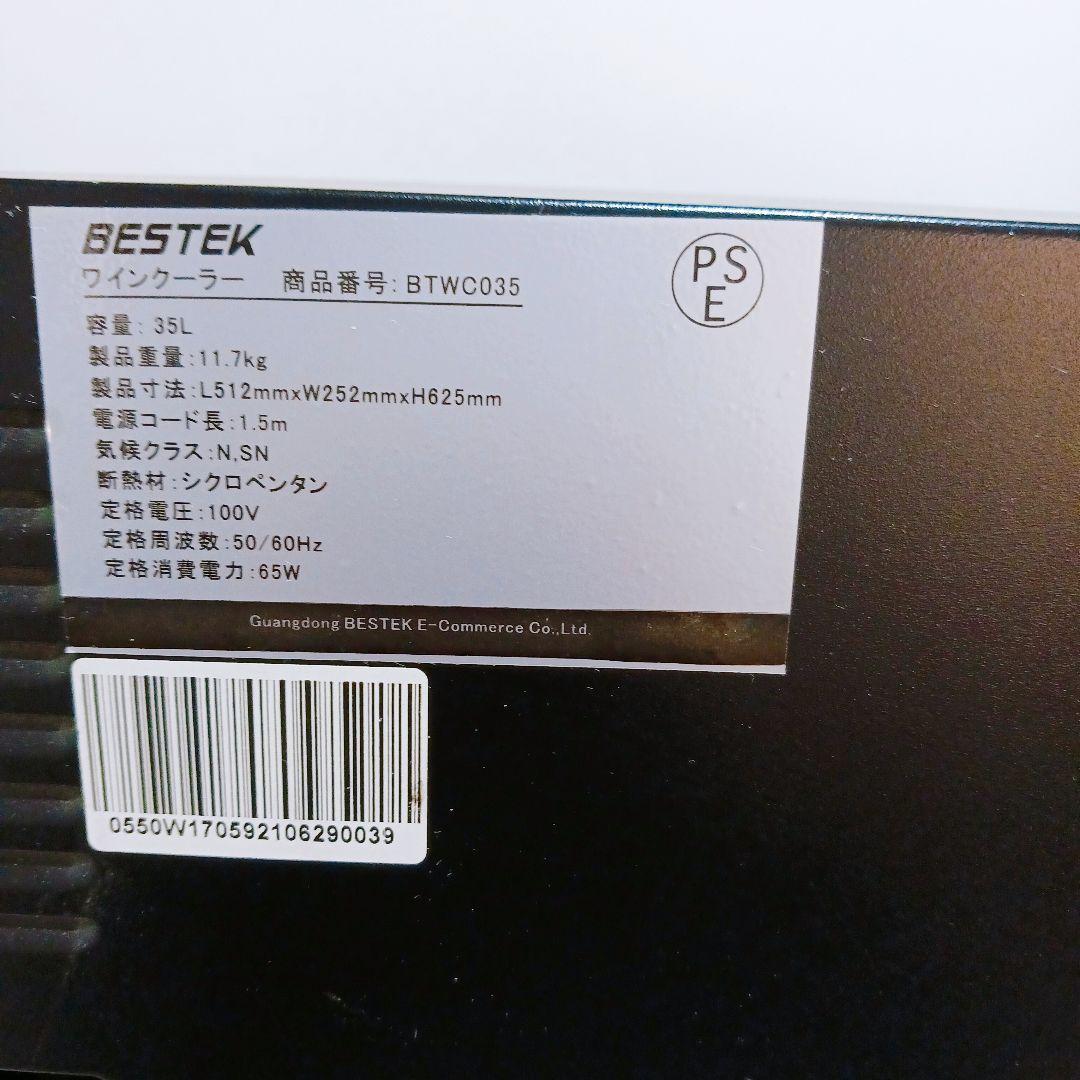 BESTEK
ワインクーラー 商品番号: BTWC035
PS
E
容量: 35L
製品重量:11.7kg
製品寸法:L512mmxW252mmxH625mm
電源コード長:1.5m
気候クラス:N,SN
断熱材:シクロペンタン
定格電圧:100V
定格周波数:50/60Hz
定格消費電力:65W
Guangdong BESTEK E-Commerce Co.,Ltd.
0550W170592106290039